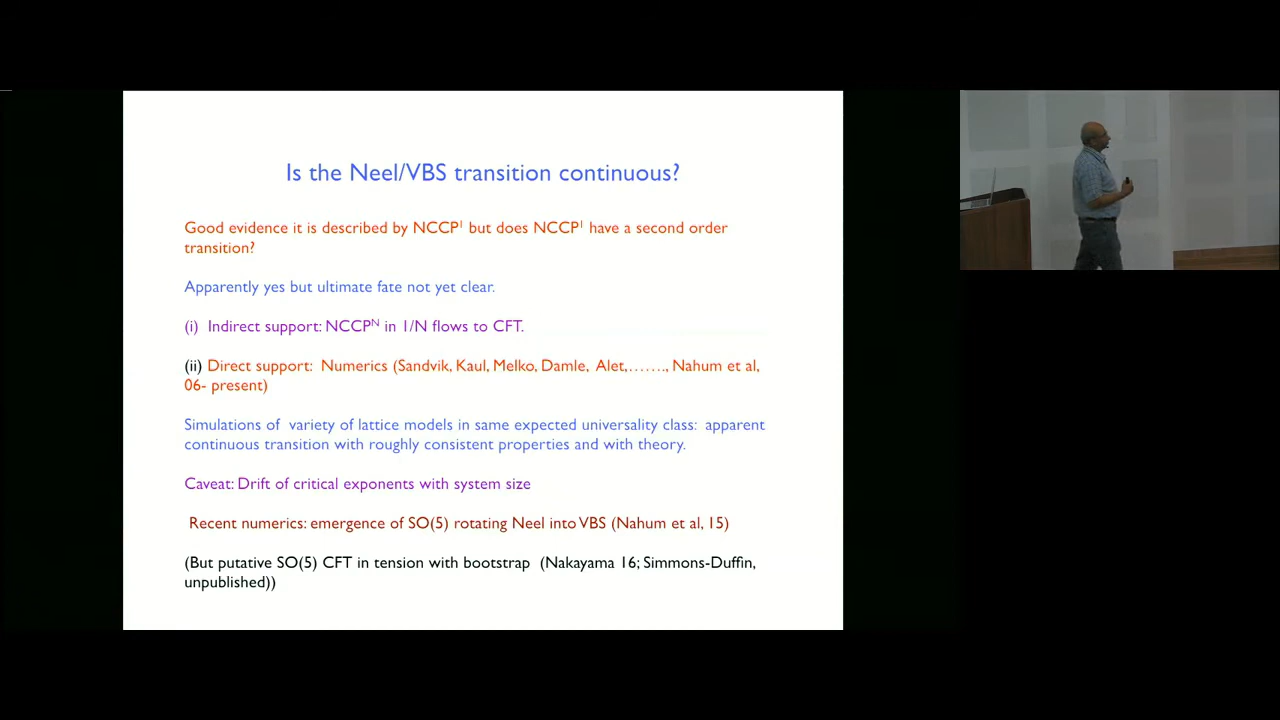 Is the Neel/VBS transition continuous?
Good evidence it is described by NCCP¹ but does NCCP¹ have a second order
transition?
Apparently yes but ultimate fate not yet clear.
(i) Indirect support: NCCPᴺ in 1/N flows to CFT.
(ii) Direct support: Numerics (Sandvik, Kaul, Melko, Damle, Alet,……., Nahum et al,
06- present)
Simulations of variety of lattice models in same expected universality class: apparent
continuous transition with roughly consistent properties and with theory.
Caveat: Drift of critical exponents with system size
Recent numerics: emergence of SO(5) rotating Neel into VBS (Nahum et al, 15)
(But putative SO(5) CFT in tension with bootstrap (Nakayama 16; Simmons-Duffin,
unpublished))